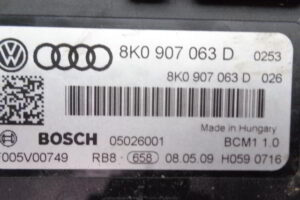 8K0 907 063 D 0253
8K0 907 063 D 026
Made in Hungary
BOSCH 05026001 BCM1 1.0
T005V00749 RB8 - 658 08.05.09 H059 0716